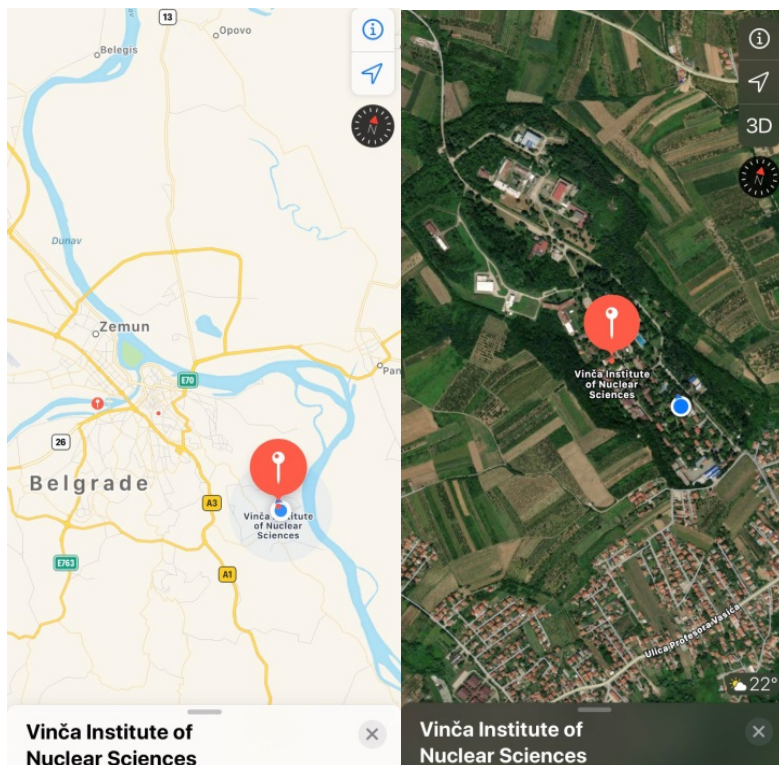 13
Opovo
Belegis
N
Dunav
Zemun
E70
Pan
26
Belgrade
A3
Vinča Institute
of Nuclear
Sciences
E763
A1
Vinča Institute of
Nuclear Sciences
3D
N
Vinča Institute
of Nuclear
Sciences
Ulica Profesora Vasića
22°
Vinča Institute of
Nuclear Sciences